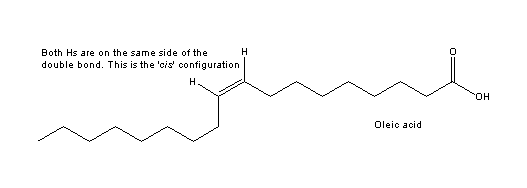 Both Hs are on the same side of the
double bond. This is the 'cis' configuration
H
H
O
OH
Oleic acid